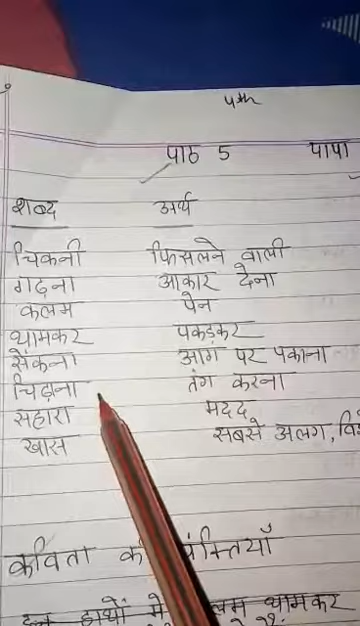 4th
पाठ 5 पापा
शब्द अर्थ
चिकनी फिसलने वाली
गढ़ना आकार देना
कलम पेन
थामकर पकड़कर
सेंकना आग पर पकाना
चिढ़ाना तंग करना
सहारा मदद
खास सबसे अलग,
कविता की पंक्तियाँ
हाथों में कलम थामकर